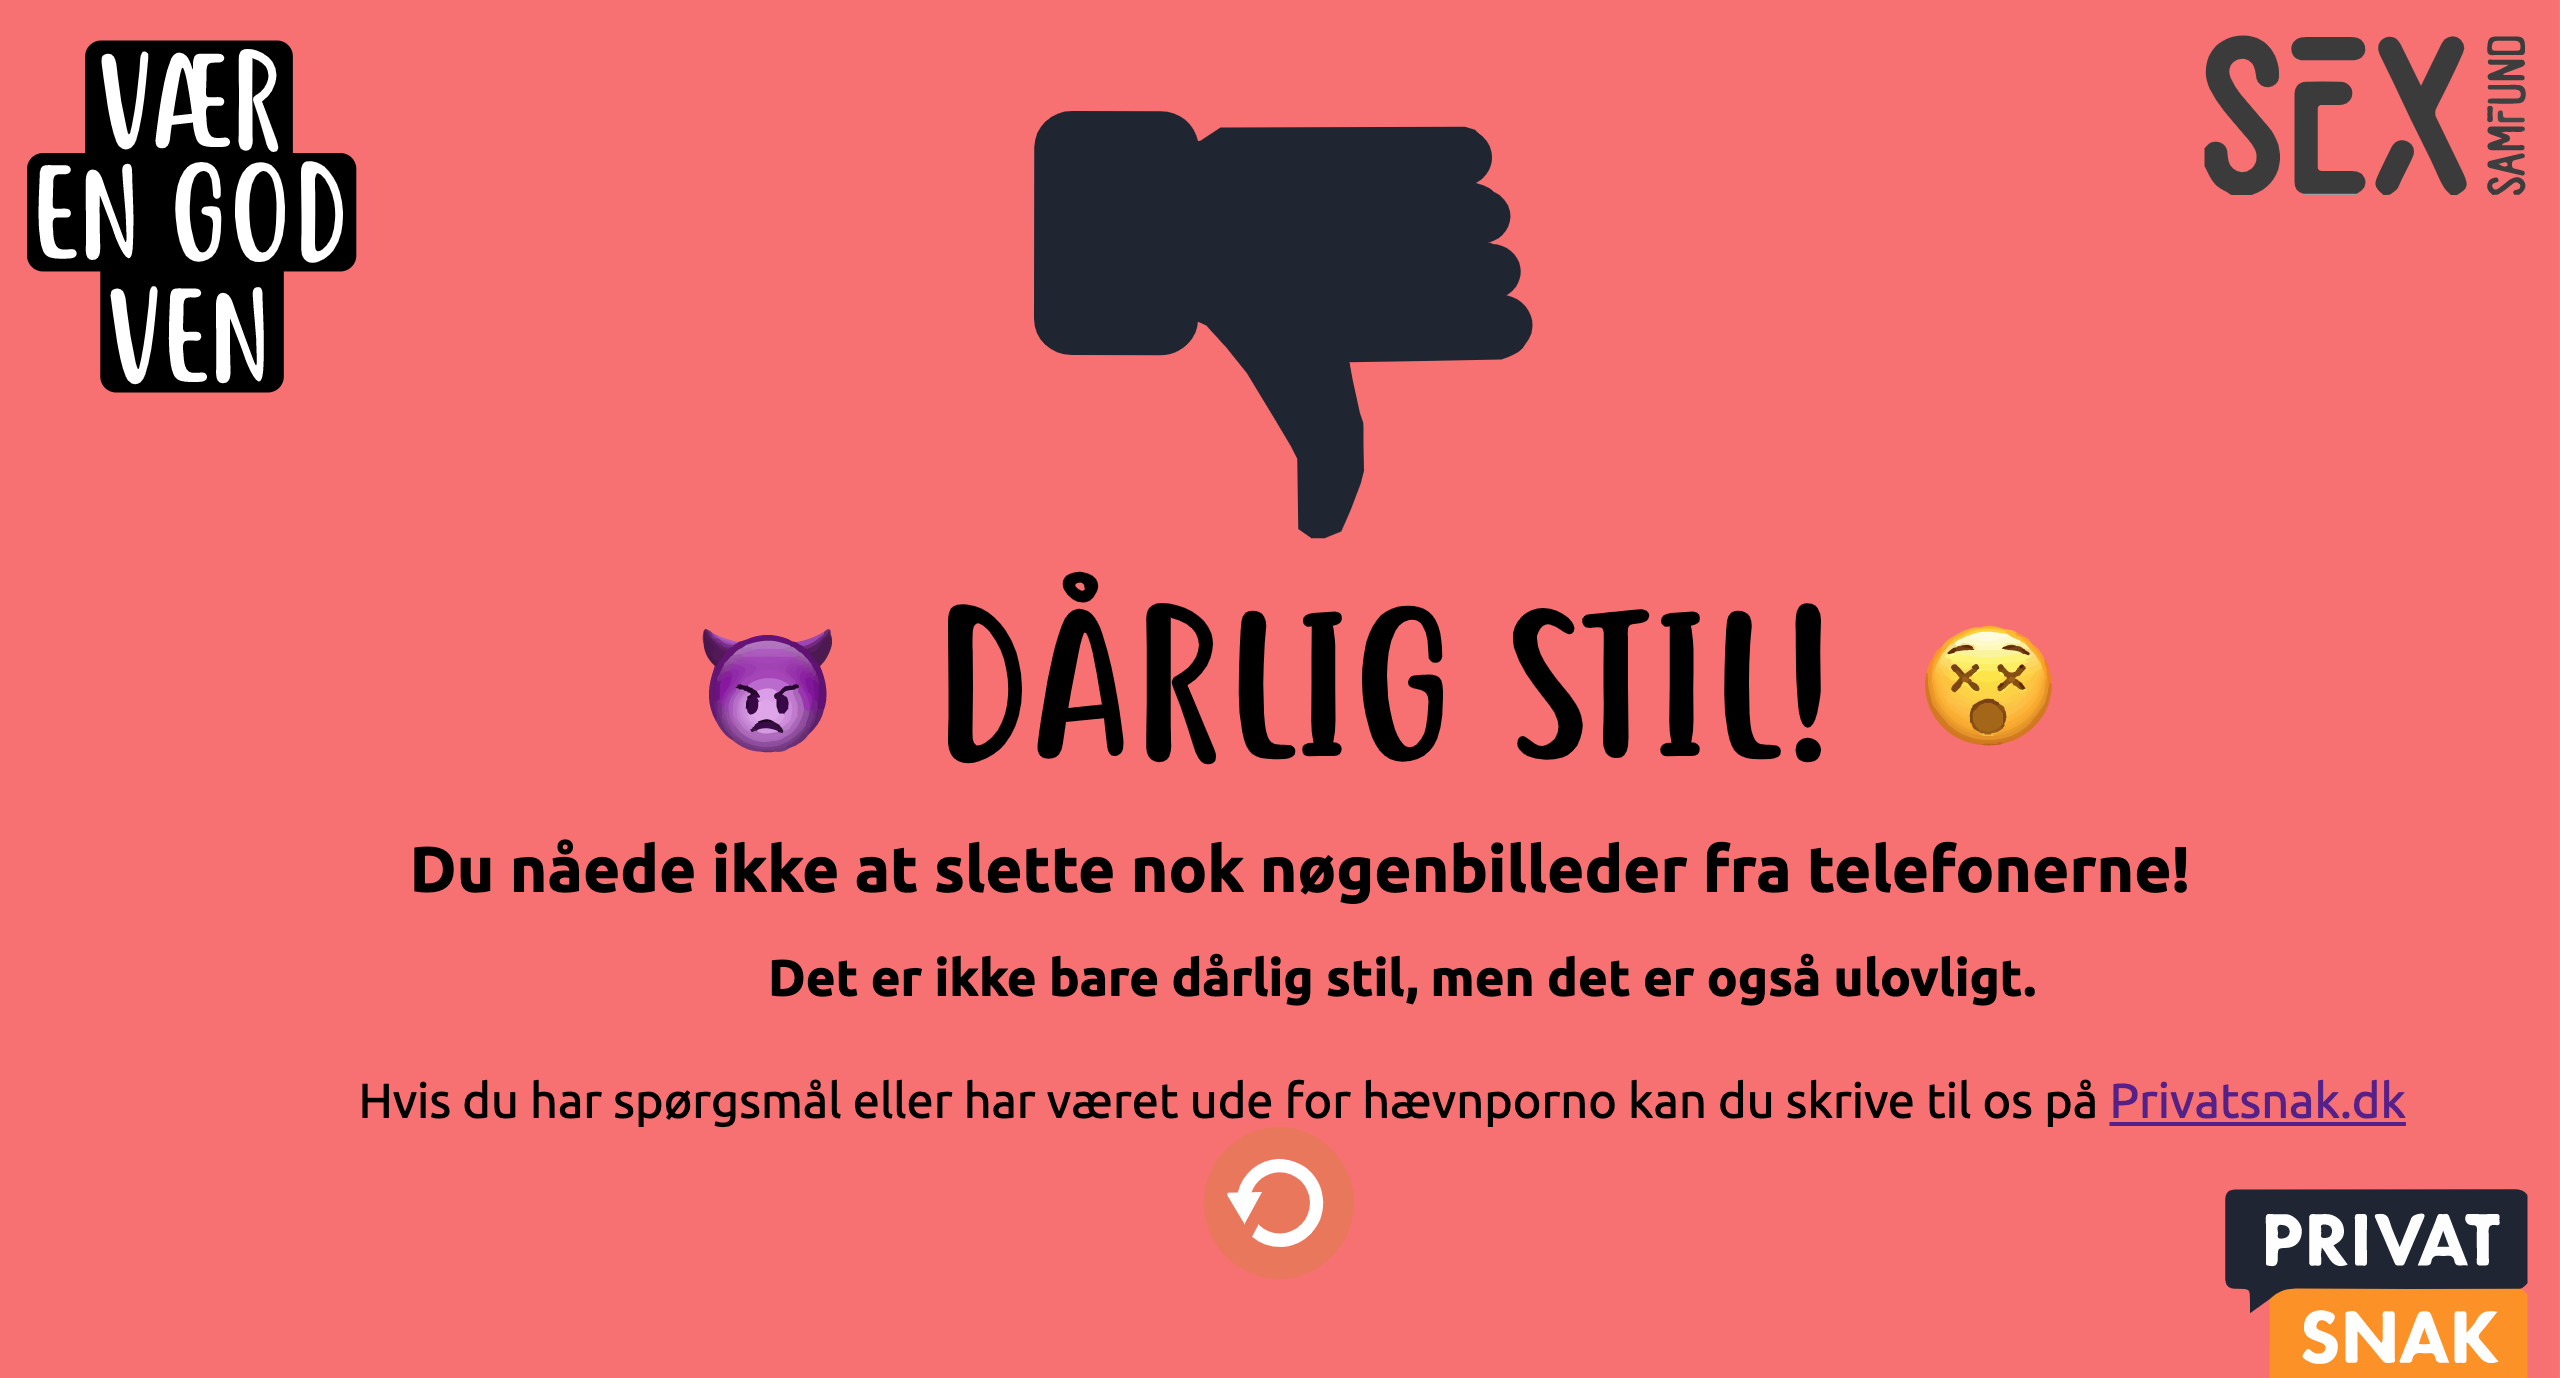 VÆR
EN GOD
VEN
SEX
SAMFUND
DÅRLIG STIL!
Du nåede ikke at slette nok nøgenbilleder fra telefonerne!
Det er ikke bare dårlig stil, men det er også ulovligt.
Hvis du har spørgsmål eller har været ude for hævnporno kan du skrive til os på Privatsnak.dk
PRIVAT
SNAK